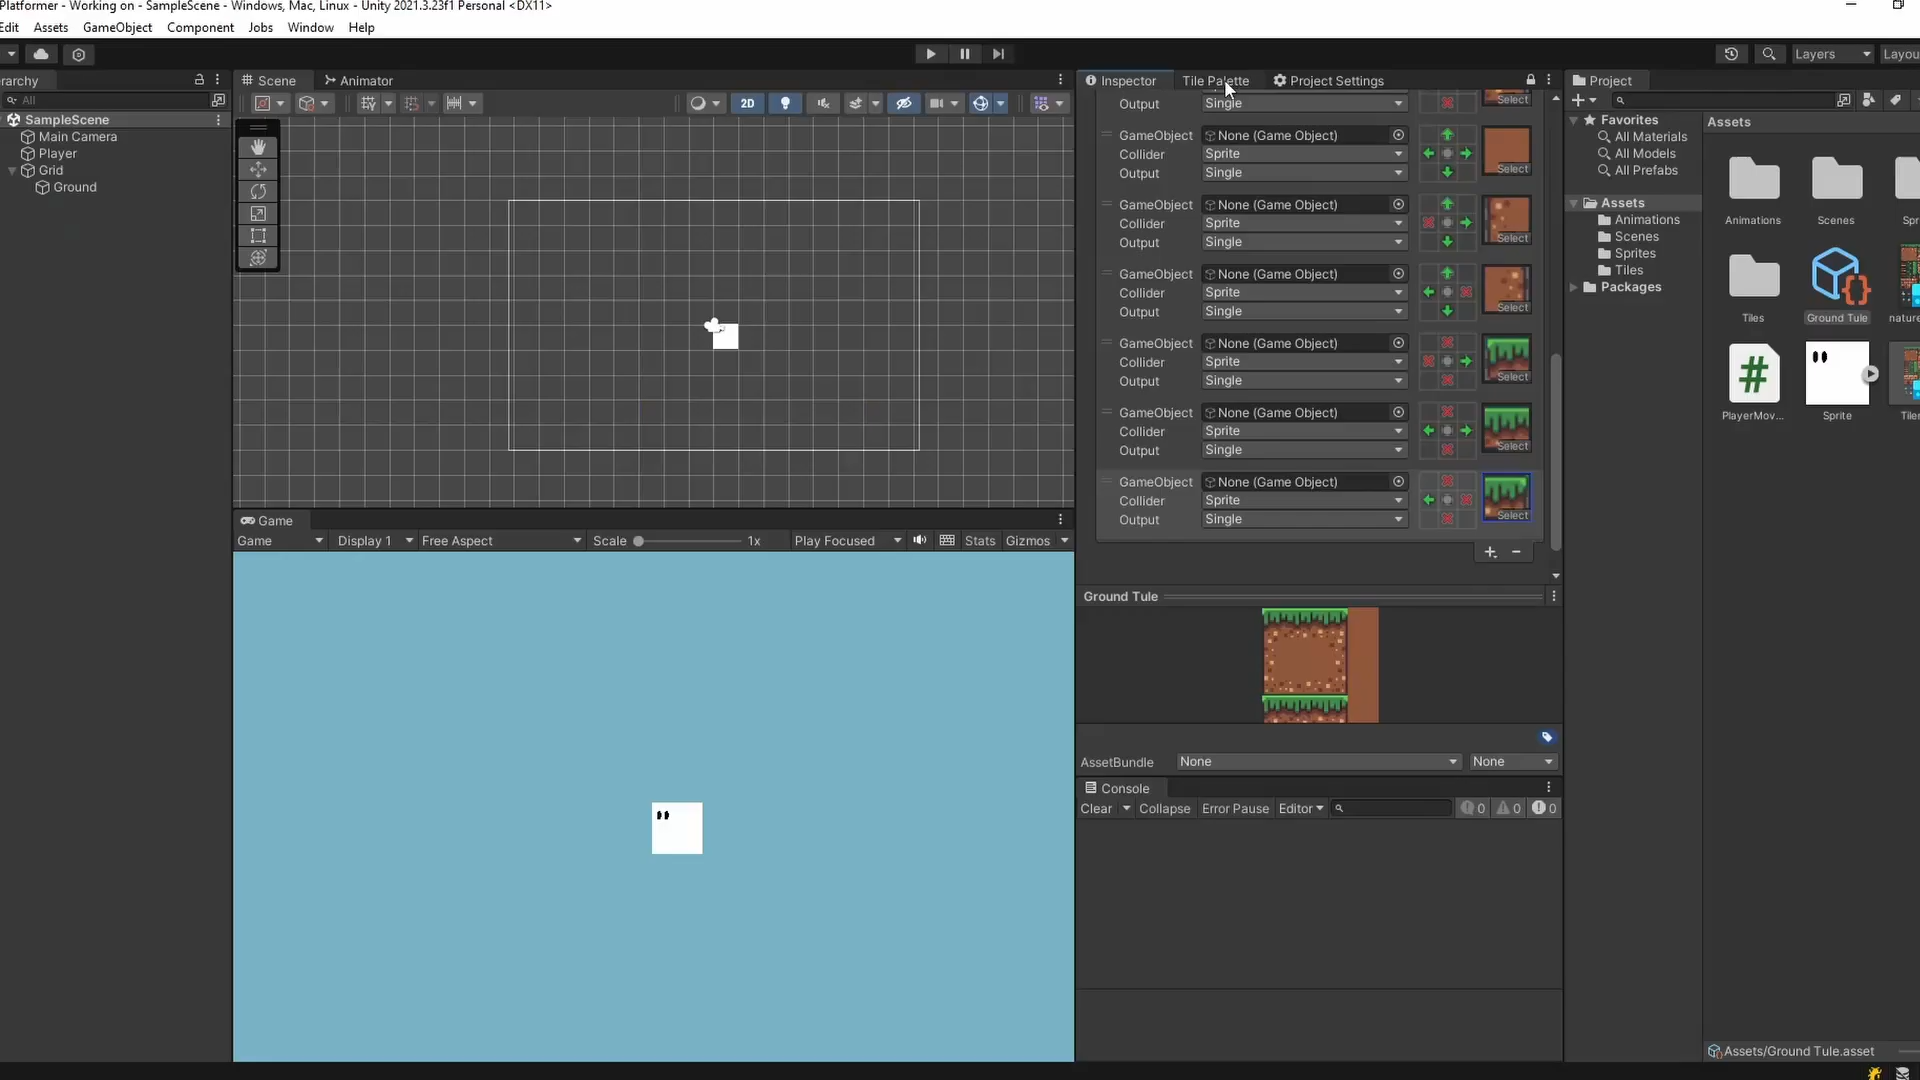 Platformer - Working on - SampleScene - Windows, Mac, Linux - Unity 2021.3.23f1 Personal <DX11>
Edit Assets GameObject Component Jobs Window Help
Layers Layou
rarchy
All
SampleScene
Main Camera
Player
Grid
Ground
Scene Animator
2D
Game
Game Display 1 Free Aspect Scale 1x Play Focused Stats Gizmos
Inspector Tile Palette Project Settings
Output Single Select
GameObject None (Game Object)
Collider Sprite
Output Single Select
GameObject None (Game Object)
Collider Sprite
Output Single Select
GameObject None (Game Object)
Collider Sprite
Output Single Select
GameObject None (Game Object)
Collider Sprite
Output Single Select
GameObject None (Game Object)
Collider Sprite
Output Single Select
GameObject None (Game Object)
Collider Sprite
Output Single Select
Ground Tule
AssetBundle None None
Console
Clear Collapse Error Pause Editor 0 0 0
Project
Favorites
All Materials
All Models
All Prefabs
Assets
Animations
Scenes
Sprites
Tiles
Packages
Assets
Animations Scenes Spr
Tiles Ground Tule nature
PlayerMov... Sprite Tiler
Assets/Ground Tule.asset